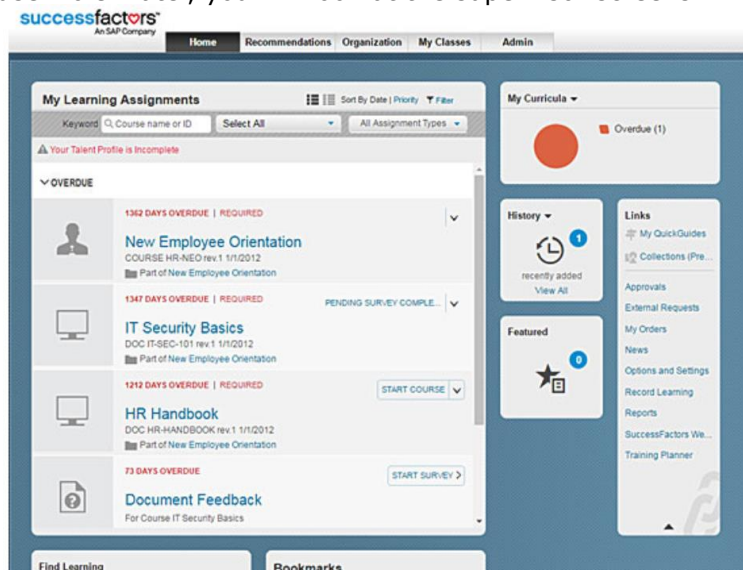 successfactors™
An SAP Company
Home Recommendations Organization My Classes Admin
My Learning Assignments
Sort By Date | Priority Filter
Keyword Course name or ID Select All All Assignment Types
Your Talent Profile is Incomplete
OVERDUE
1362 DAYS OVERDUE | REQUIRED
New Employee Orientation
COURSE HR-NEO rev.1 1/1/2012
Part of New Employee Orientation
1347 DAYS OVERDUE | REQUIRED
PENDING SURVEY COMPLE...
IT Security Basics
DOC IT-SEC-101 rev.1 1/1/2012
Part of New Employee Orientation
1212 DAYS OVERDUE | REQUIRED
START COURSE
HR Handbook
DOC HR-HANDBOOK rev.1 1/1/2012
Part of New Employee Orientation
73 DAYS OVERDUE
START SURVEY >
Document Feedback
For Course IT Security Basics
My Curricula
Overdue (1)
History
1
recently added
View All
Featured
0
Links
My QuickGuides
Collections (Pre...
Approvals
External Requests
My Orders
News
Options and Settings
Record Learning
Reports
SuccessFactors We...
Training Planner
Find Learning
Bookmarks